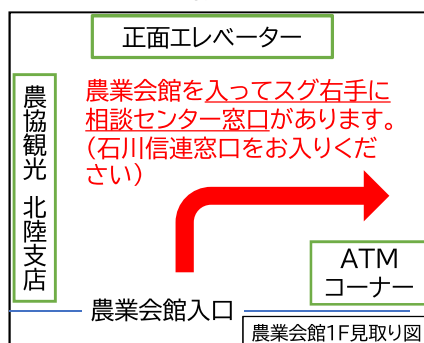 正面エレベーター
農協観光 北陸支店
農業会館を入ってスグ右手に
相談センター窓口があります。
（石川信連窓口をお入りくだ
さい）
ATM
コーナー
農業会館入口
農業会館1F見取り図